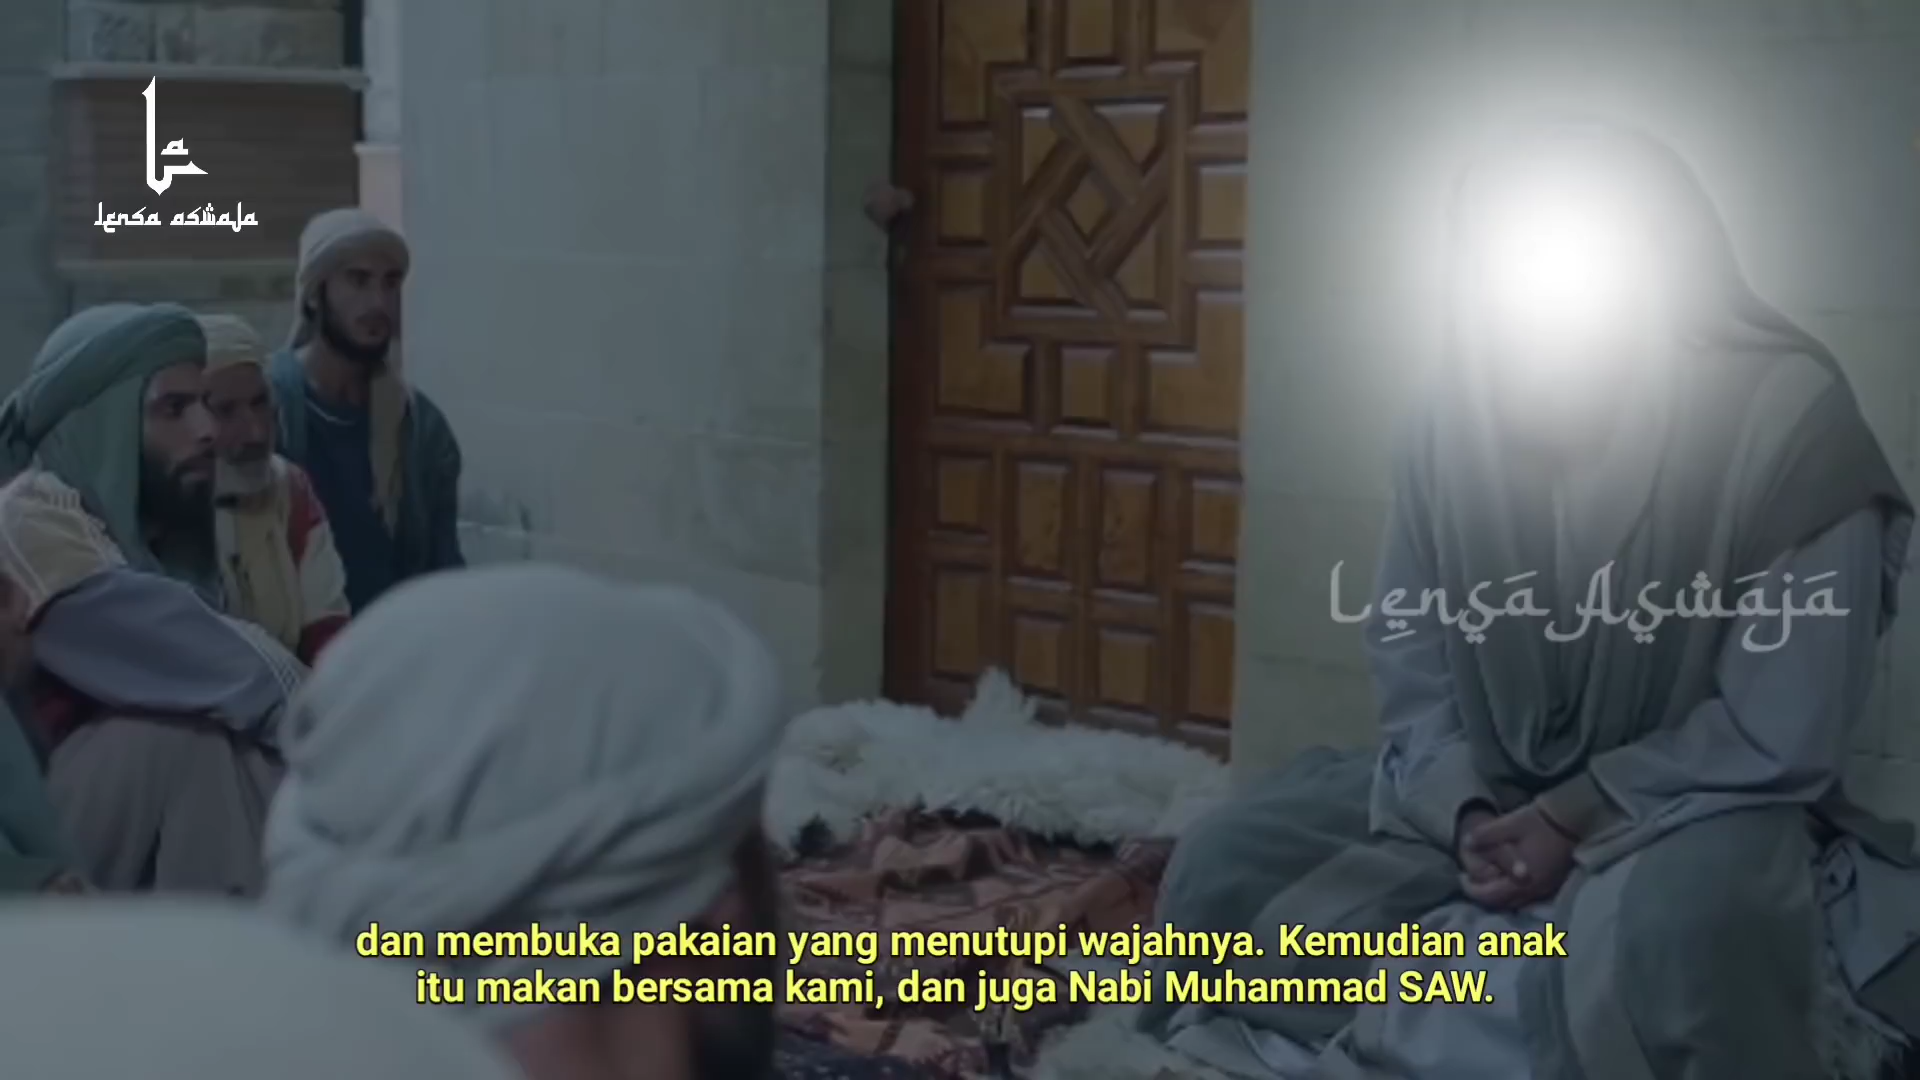 lensa aswaja
Lensa Aswaja
dan membuka pakaian yang menutupi wajahnya. Kemudian anak
itu makan bersama kami, dan juga Nabi Muhammad SAW.